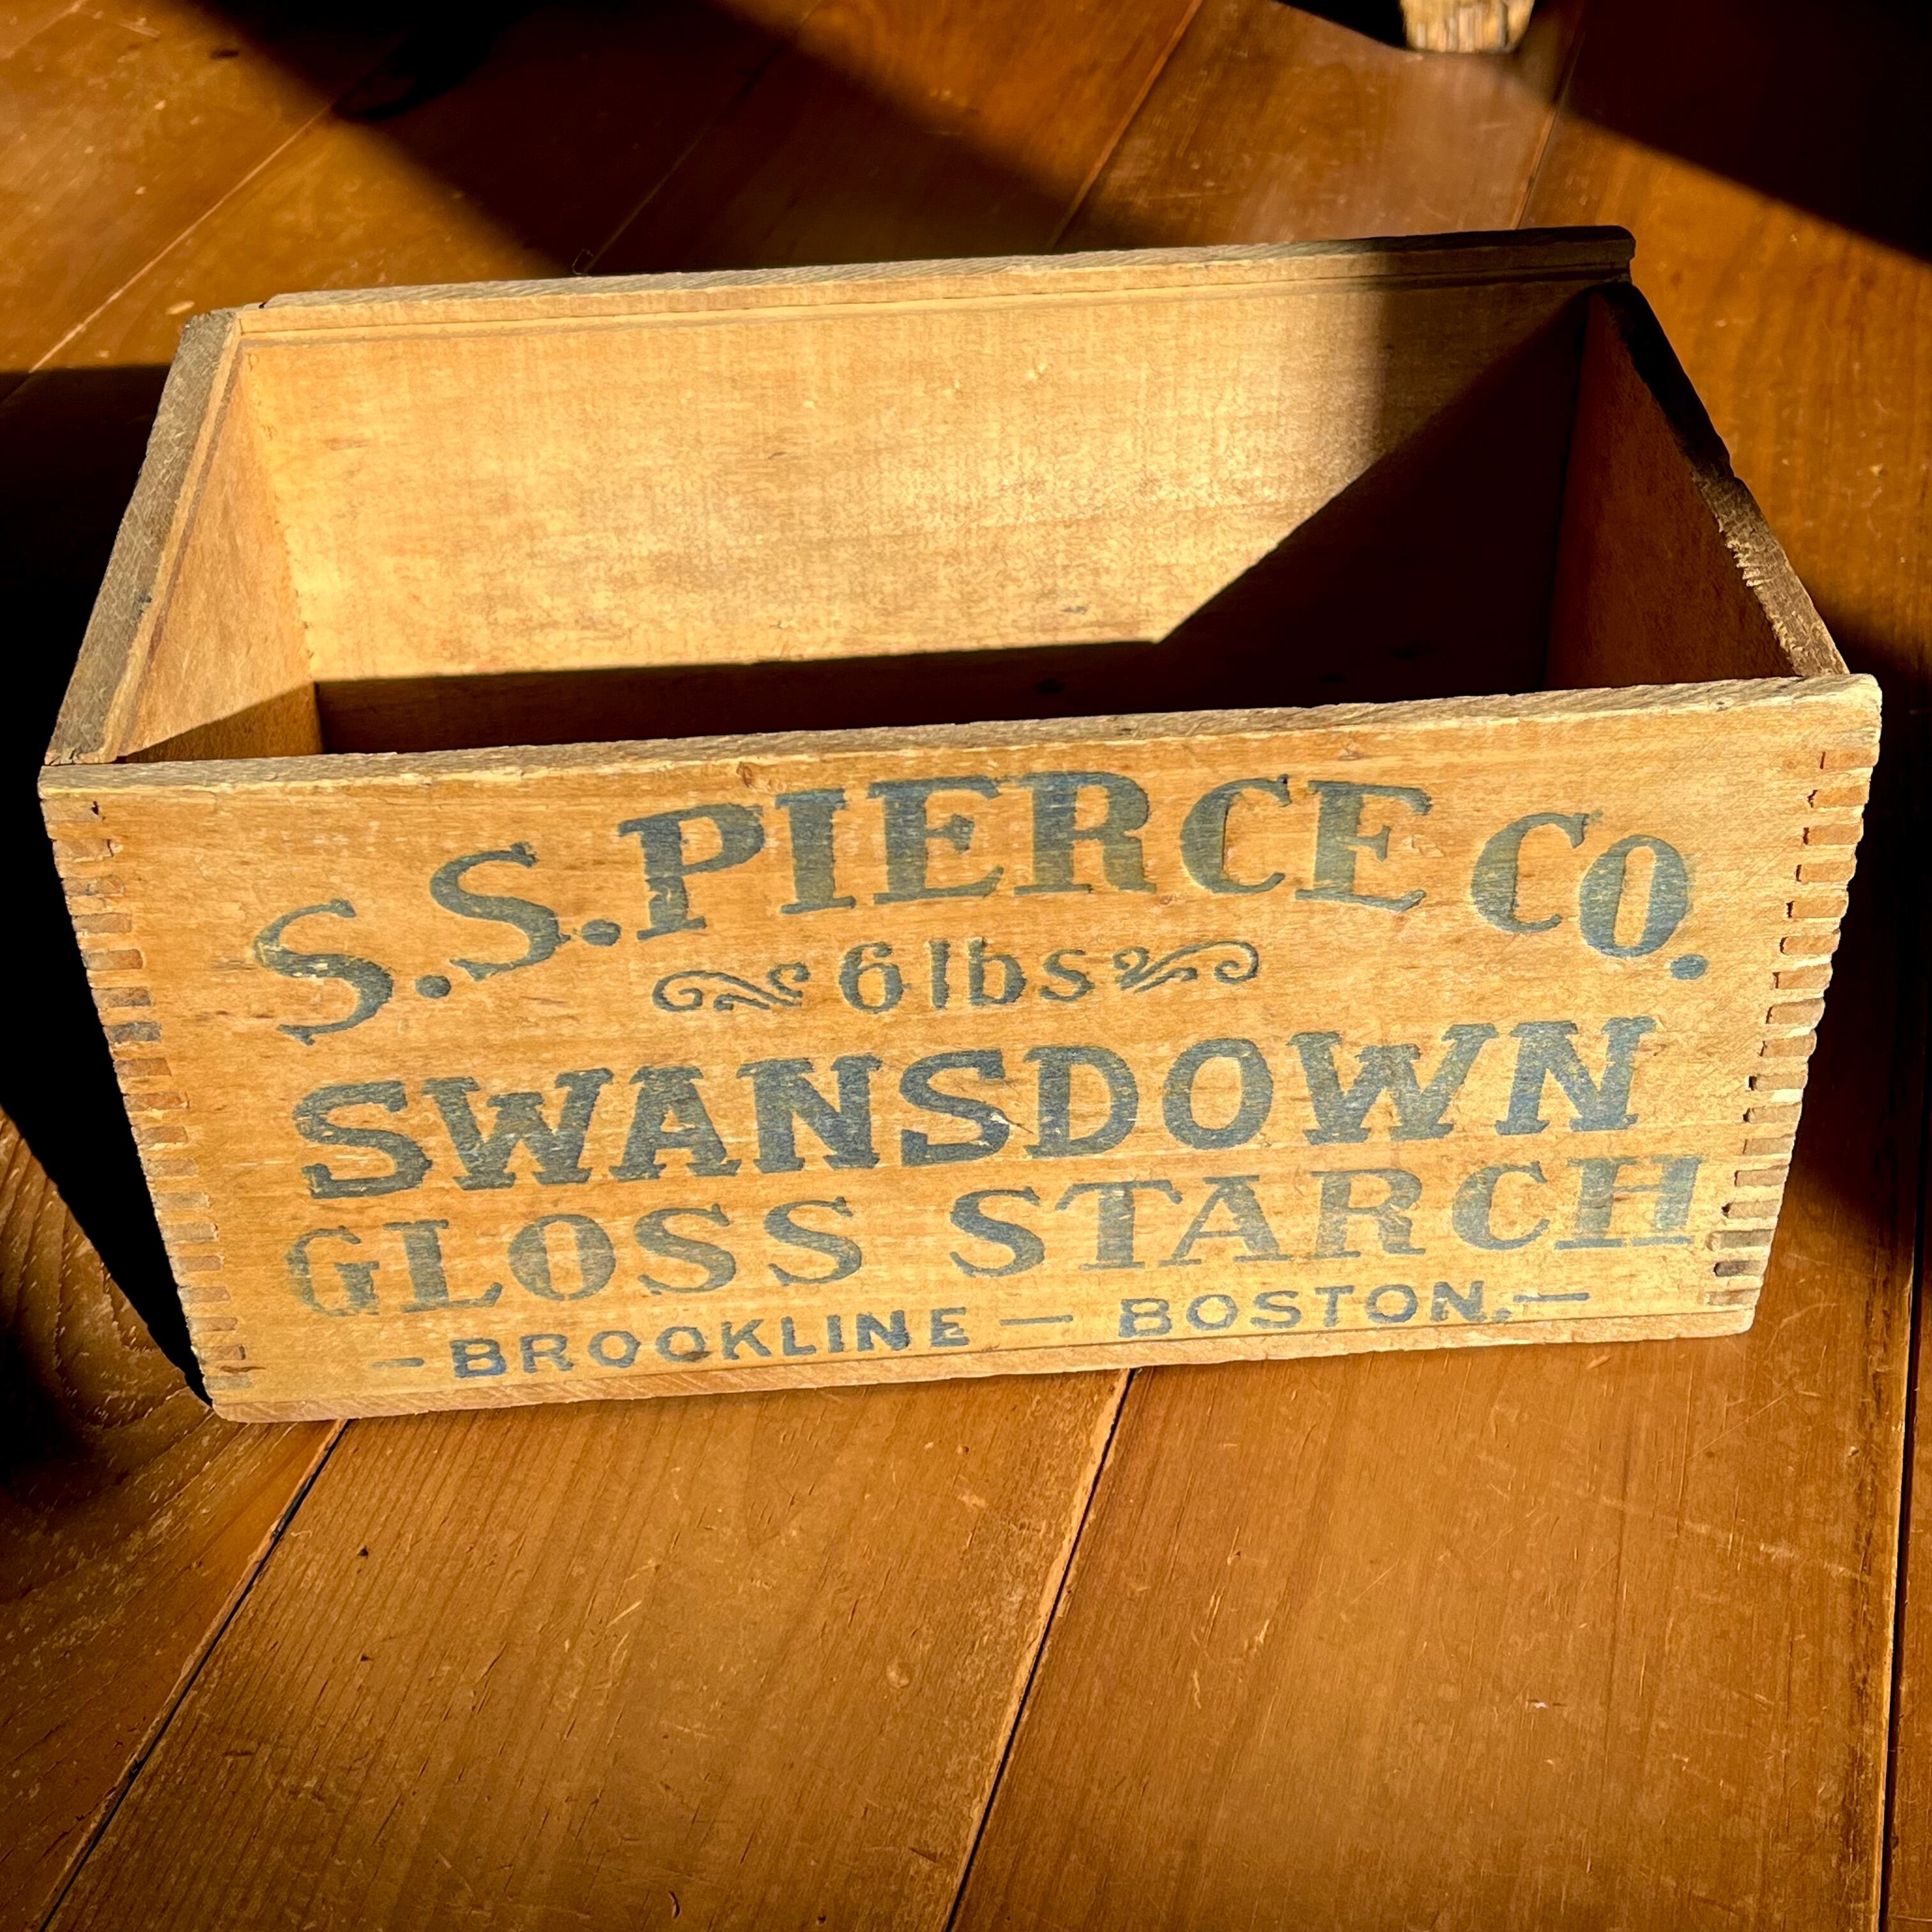 S.S. PIERCE CO.
6 lbs
SWANSDOWN
GLOSS STARCH
— BROOKLINE — BOSTON. —